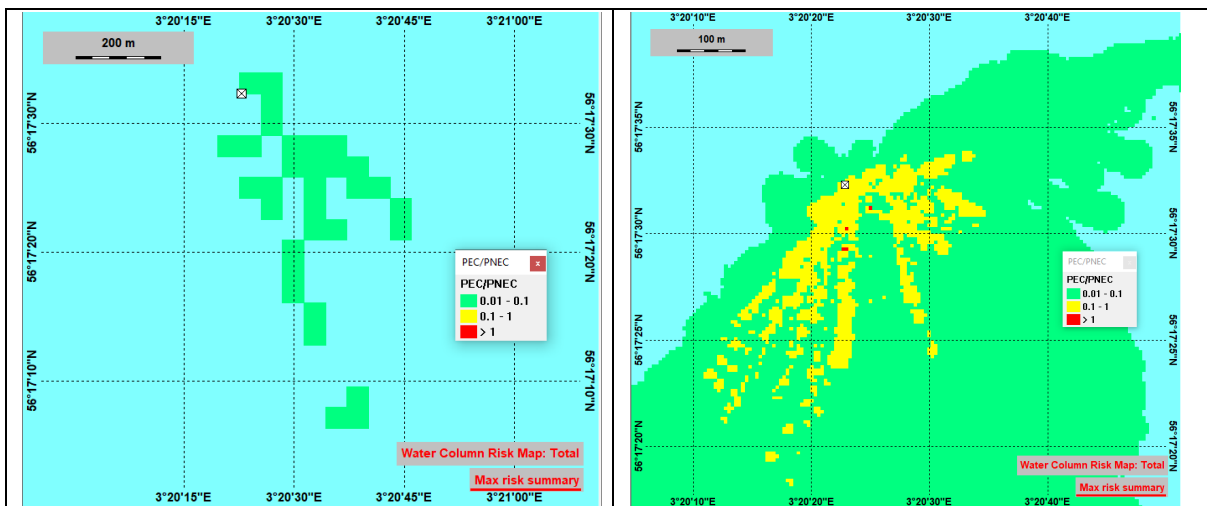 3°20'15"E 3°20'30"E 3°20'45"E 3°21'00"E
200 m
56°17'30"N 56°17'30"N
56°17'20"N 56°17'20"N
PEC/PNEC x
PEC/PNEC
0.01 - 0.1
0.1 - 1
> 1
56°17'10"N 56°17'10"N
Water Column Risk Map: Total
Max risk summary
3°20'15"E 3°20'30"E 3°20'45"E 3°21'00"E
3°20'10"E 3°20'20"E 3°20'30"E 3°20'40"E
100 m
56°17'35"N 56°17'35"N
56°17'30"N 56°17'30"N
PEC/PNEC
PEC/PNEC
0.01 - 0.1
0.1 - 1
> 1
56°17'25"N 56°17'25"N
56°17'20"N 56°17'20"N
Water Column Risk Map: Total
Max risk summary
3°20'10"E 3°20'20"E 3°20'30"E 3°20'40"E